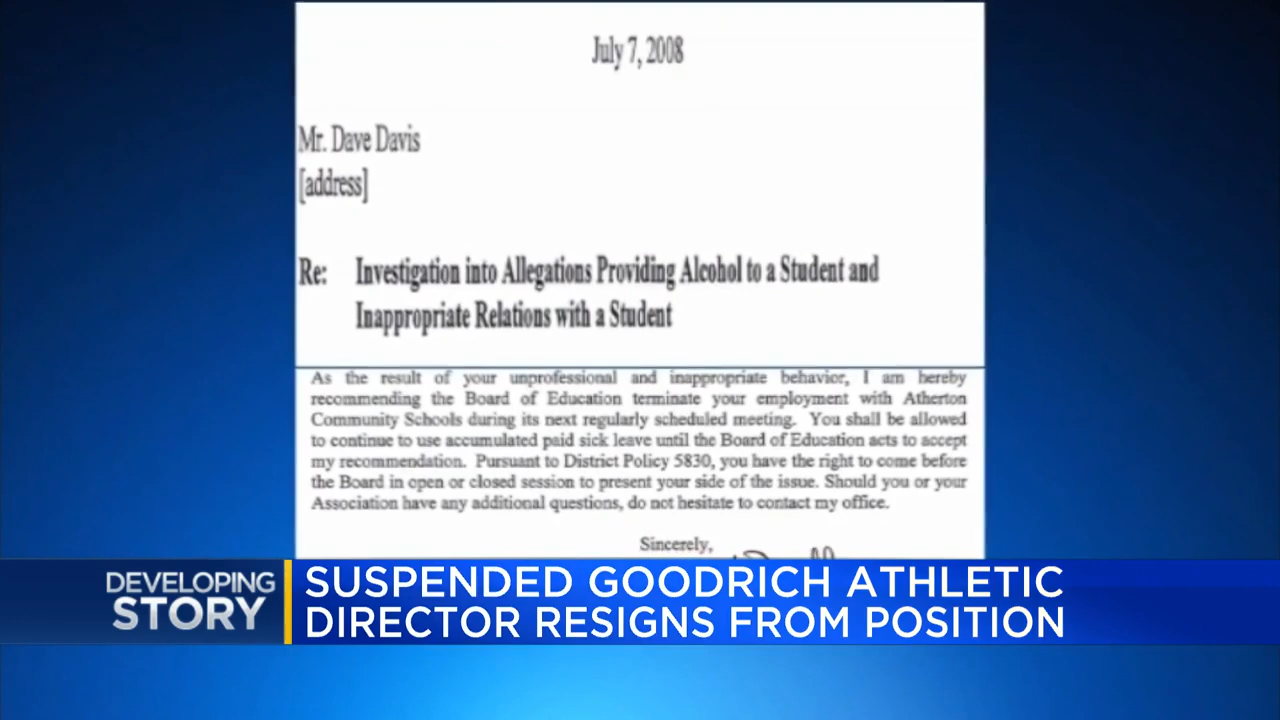 July 7, 2008
Mr. Dave Davis
[address]
Re: Investigation into Allegations Providing Alcohol to a Student and
Inappropriate Relations with a Student
As the result of your unprofessional and inappropriate behavior, I am hereby
recommending the Board of Education terminate your employment with Atherton
Community Schools during its next regularly scheduled meeting. You shall be allowed
to continue to use accumulated paid sick leave until the Board of Education acts to accept
my recommendation. Pursuant to District Policy 5830, you have the right to come before
the Board in open or closed session to present your side of the issue. Should you or your
Association have any additional questions, do not hesitate to contact my office.
Sincerely,
DEVELOPING
STORY
SUSPENDED GOODRICH ATHLETIC
DIRECTOR RESIGNS FROM POSITION